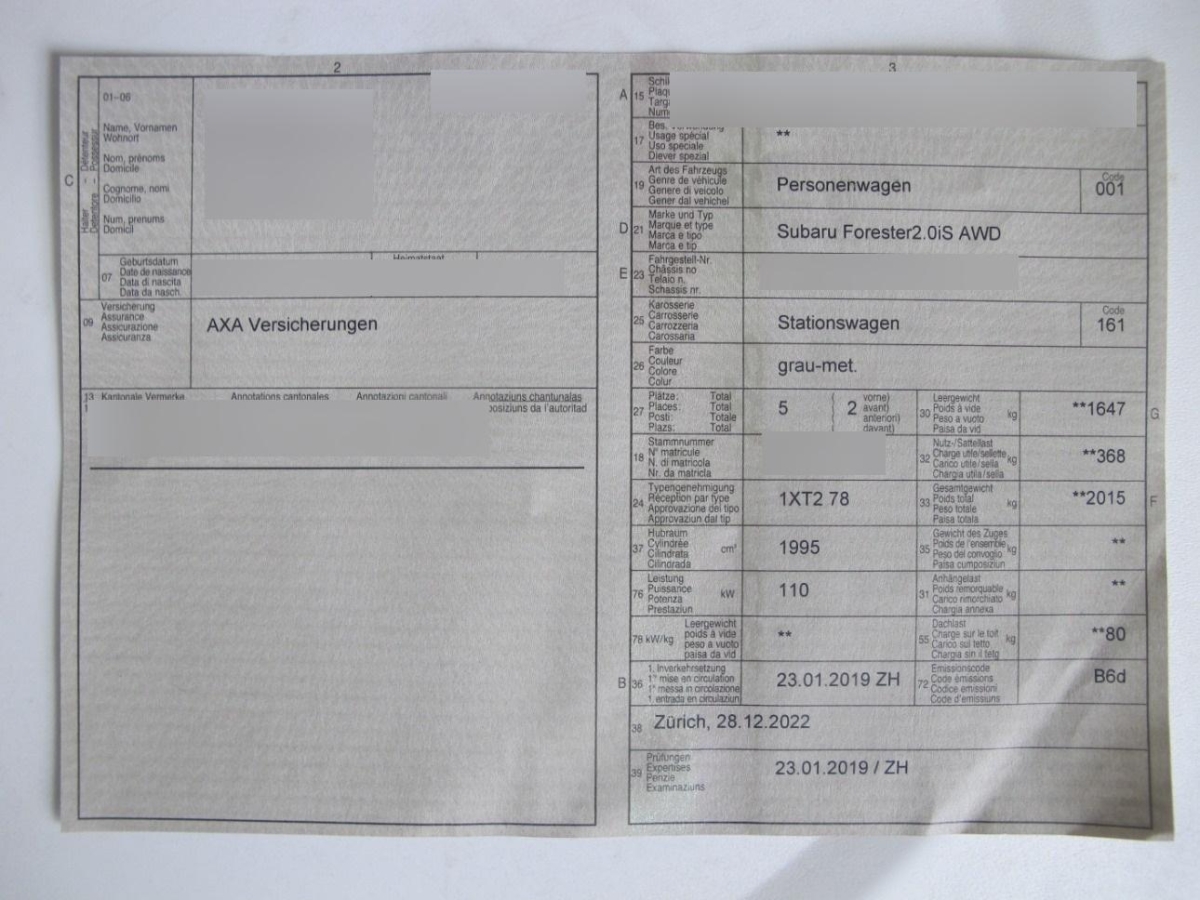 2
01-06
Name, Vornamen
Wohnort
Nom, prénoms
Domicile
Cognome, nomi
Domicilio
Num, prenums
Domicil
C
Halter – Détenteur
Detentore – Possessur
07
Geburtsdatum
Date de naissance
Data di nascita
Data da nasch.
09
Versicherung
Assurance
Assicurazione
Assicuranza
AXA Versicherungen
13 Kantonale Vermerke Annotations cantonales Annotazioni cantonali Annotaziuns chantunalas
da l'autoritad
3
A 15
17
Usage spécial
Uso speciale
Diever spezial
**
19
Art des Fahrzeugs
Genre de véhicule
Genere di veicolo
Gener dal vehichel
Personenwagen
Code
001
D 21
Marke und Typ
Marque et type
Marca e tipo
Marca e tip
Subaru Forester2.0iS AWD
E 23
Fahrgestell-Nr.
Châssis no
Telaio n.
Schassis nr.
25
Karosserie
Carrosserie
Carrozzeria
Carossaria
Stationswagen
Code
161
26
Farbe
Couleur
Colore
Colur
grau-met.
27
Plätze: Total
Places: Total
Posti: Totale
Plazs: Total
5
2
vorne)
avant)
anteriori)
davant)
30
Leergewicht
Poids à vide
Peso a vuoto
Paisa da vid
kg
**1647
G
18
Stammnummer
N° matricule
N. di matricola
Nr. da matricla
32
Nutz-/Sattellast
Charge utile/sellette
Carico utile/sella
Chargia utila/sella
kg
**368
24
Typengenehmigung
Réception par type
Approvazione del tipo
Approvaziun dal tip
1XT2 78
33
Gesamtgewicht
Poids total
Peso totale
Paisa totala
kg
**2015
F
37
Hubraum
Cylindrée
Cilindrata
Cilindrada
cm³
1995
35
Gewicht des Zuges
Poids de l'ensemble
Peso del convoglio
Paisa cumposiziun
kg
**
76
Leistung
Puissance
Potenza
Prestaziun
kW
110
31
Anhängelast
Poids remorquable
Carico rimorchiato
Chargia annexa
kg
**
78 kW/kg
Leergewicht
poids à vide
peso a vuoto
paisa da vid
**
55
Dachlast
Charge sur le toit
Carico sul tetto
Chargia sin il tetg
kg
**80
B 36
1. Inverkehrsetzung
1re mise en circulation
1a messa in circolazione
1. entrada en circulaziun
23.01.2019 ZH
72
Emissionscode
Code émissions
Codice emissioni
Code d'emissiuns
B6d
38 Zürich, 28.12.2022
39
Prüfungen
Expertises
Perizie
Examinaziuns
23.01.2019 / ZH